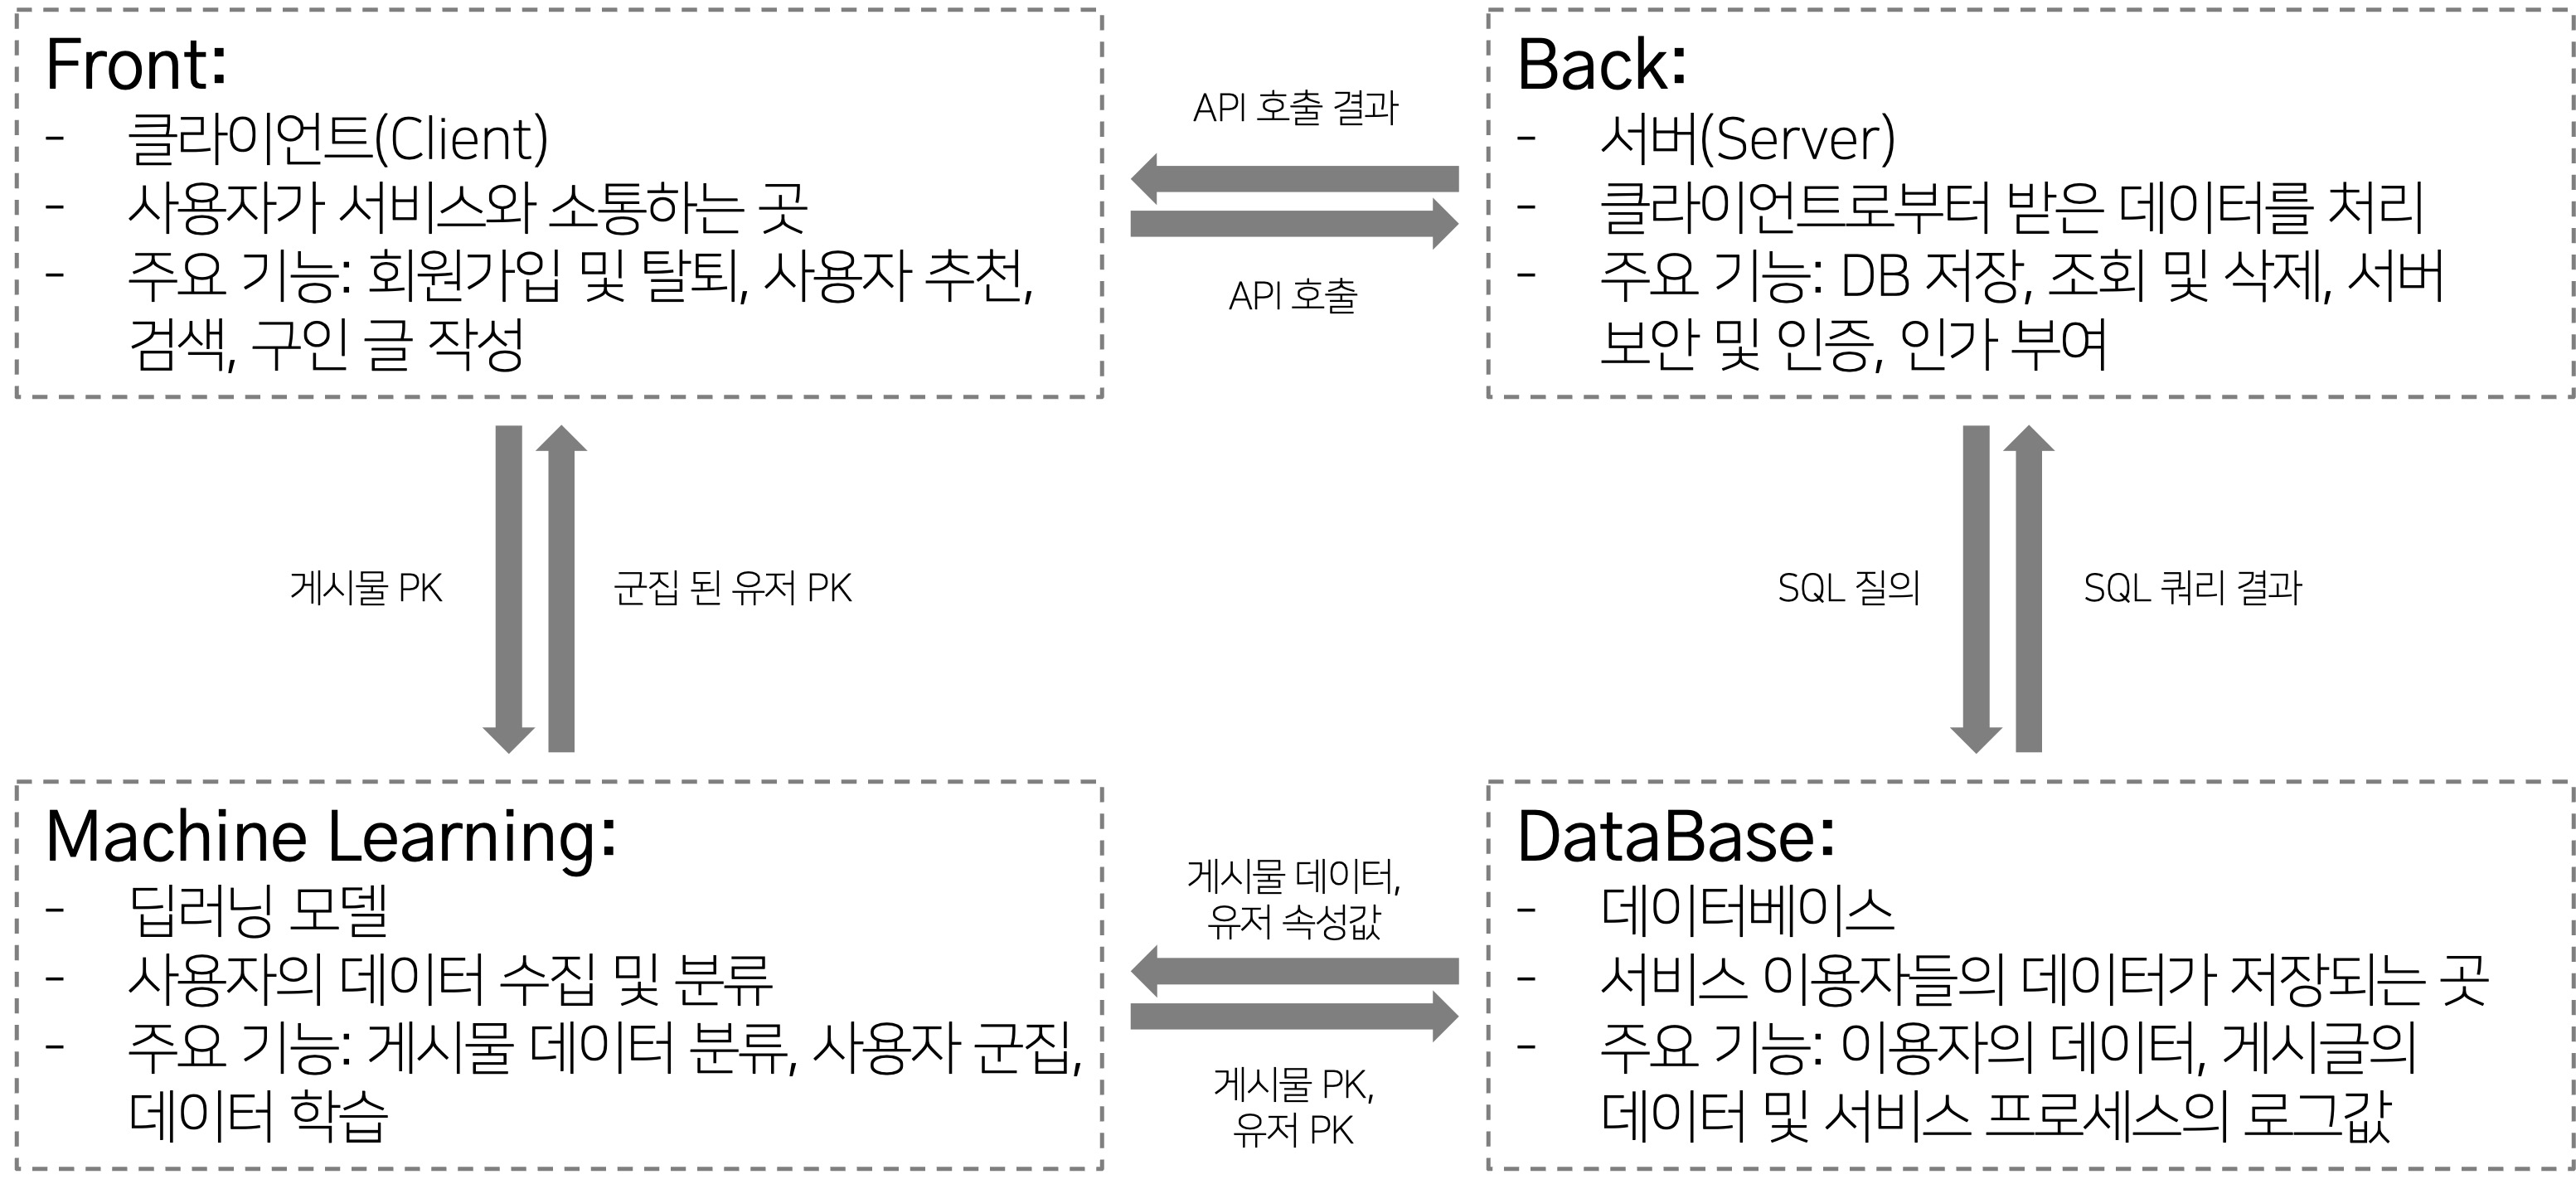 Front:
- 클라이언트(Client)
- 사용자가 서비스와 소통하는 곳
- 주요 기능: 회원가입 및 탈퇴, 사용자 추천,
검색, 구인 글 작성
API 호출 결과
API 호출
Back:
- 서버(Server)
- 클라이언트로부터 받은 데이터를 처리
- 주요 기능: DB 저장, 조회 및 삭제, 서버
보안 및 인증, 인가 부여
게시물 PK
군집 된 유저 PK
SQL 질의
SQL 쿼리 결과
Machine Learning:
- 딥러닝 모델
- 사용자의 데이터 수집 및 분류
- 주요 기능: 게시물 데이터 분류, 사용자 군집,
데이터 학습
게시물 데이터,
유저 속성값
게시물 PK,
유저 PK
DataBase:
- 데이터베이스
- 서비스 이용자들의 데이터가 저장되는 곳
- 주요 기능: 이용자의 데이터, 게시글의
데이터 및 서비스 프로세스의 로그값